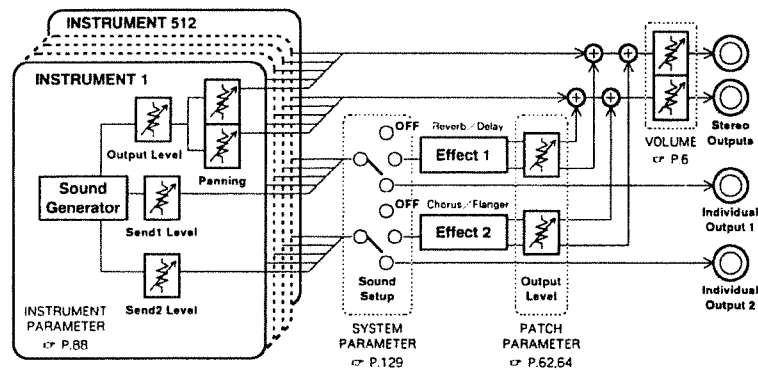 INSTRUMENT 512
INSTRUMENT 1
Output Level
Panning
Sound
Generator
Send1 Level
Send2 Level
INSTRUMENT
PARAMETER
☞ P.88
OFF
Reverb/Delay
Effect 1
OFF
Chorus/Flanger
Effect 2
Sound
Setup
SYSTEM
PARAMETER
☞ P.129
Output
Level
PATCH
PARAMETER
☞ P.62,64
VOLUME
☞ P.6
Stereo
Outputs
Individual
Output 1
Individual
Output 2